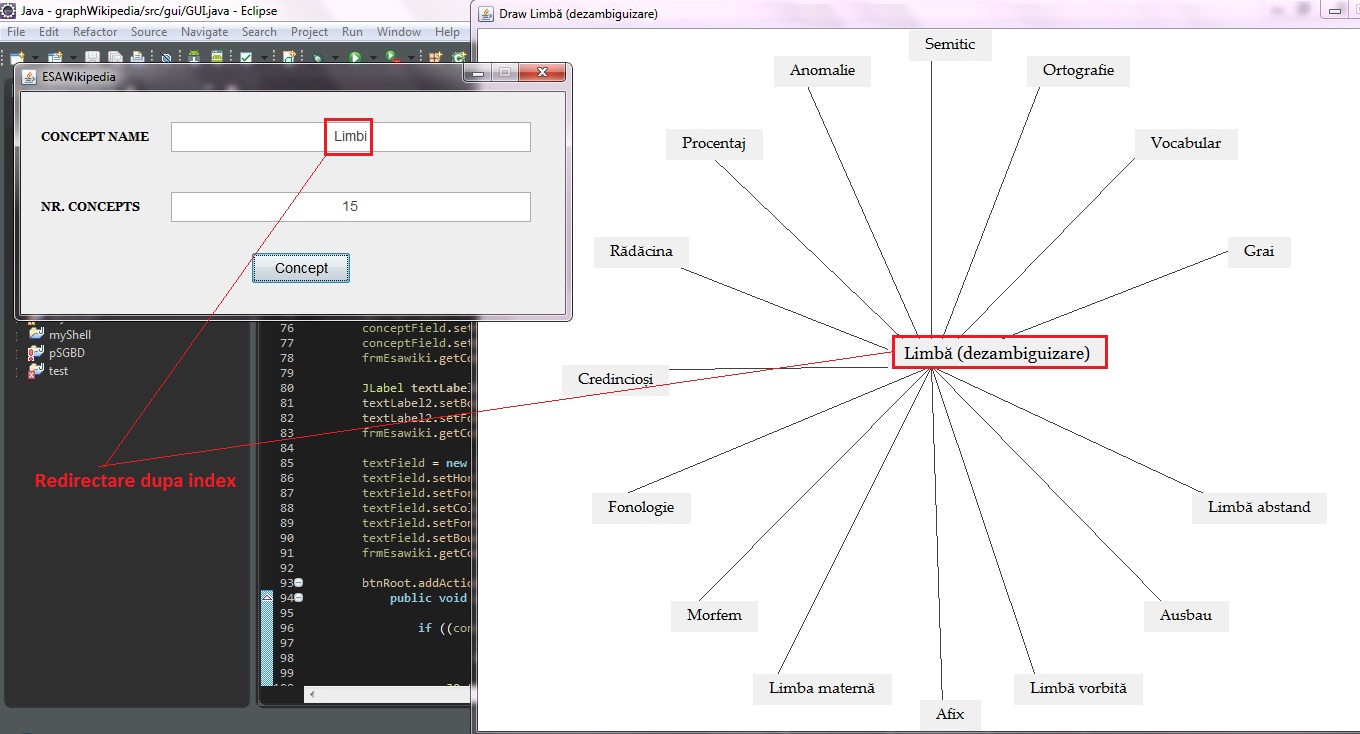 Java - graphWikipedia/src/gui/GUI.java - Eclipse
File Edit Refactor Source Navigate Search Project Run Window Help
ESAWikipedia
CONCEPT NAME Limbi
NR. CONCEPTS 15
Concept
myShell
pSGBD
test
76 conceptField.set
77 conceptField.set
78 frmEsawiki.getCo
79
80 JLabel textLabel
81 textLabel2.setBo
82 textLabel2.setFo
83 frmEsawiki.getCo
84
85 textField = new
86 textField.setHor
87 textField.setFor
88 textField.setCol
89 textField.setFon
90 textField.setBou
91 frmEsawiki.getCo
92
93 btnRoot.addActio
94 public void
95
96 if ((con
97
98
99
Redirectare dupa index
Draw Limbă (dezambiguizare)
Semitic
Anomalie
Ortografie
Procentaj
Vocabular
Rădăcina
Grai
Limbă (dezambiguizare)
Credincioși
Fonologie
Limbă abstand
Morfem
Ausbau
Limba maternă
Limbă vorbită
Afix